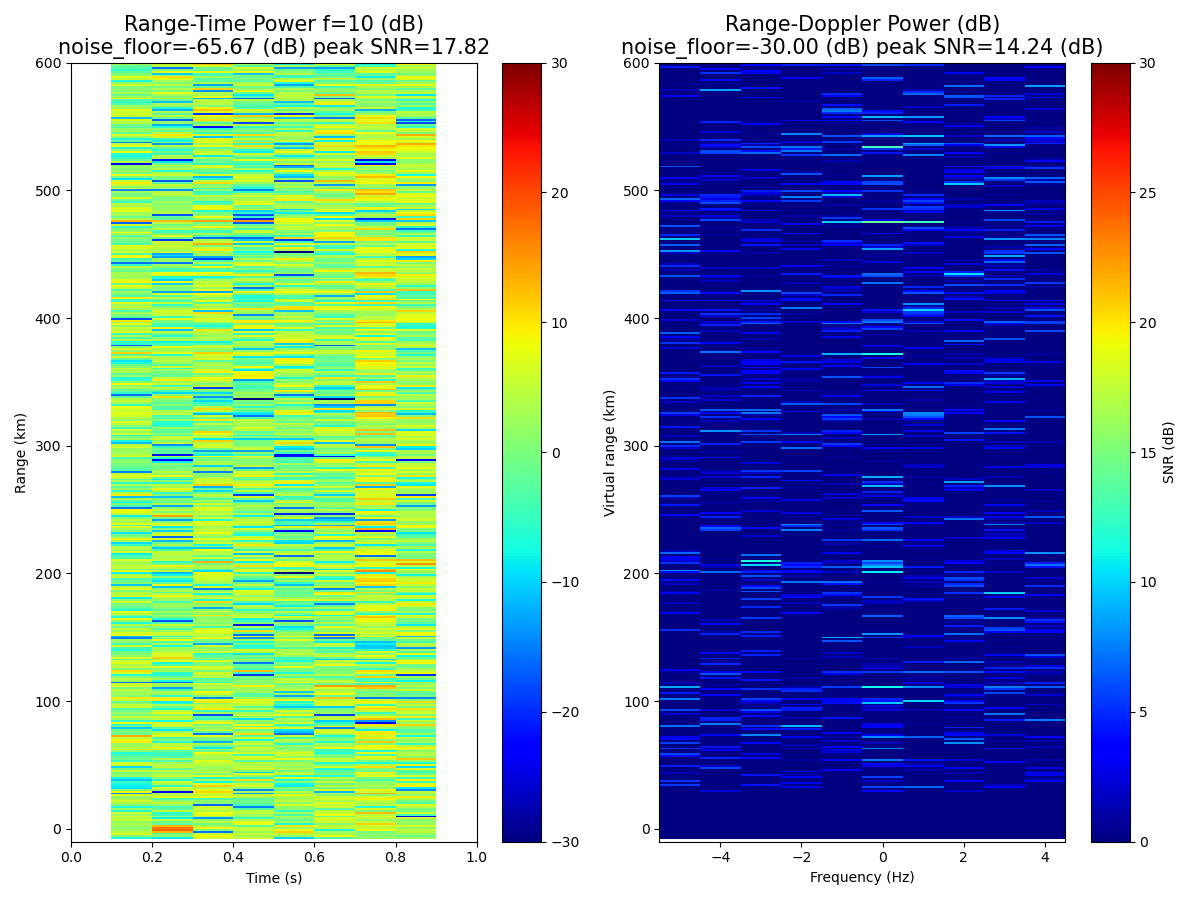 Range-Time Power f=10 (dB)
noise_floor=-65.67 (dB) peak SNR=17.82
600
500
400
300
200
100
0
Range (km)
0.0 0.2 0.4 0.6 0.8 1.0
Time (s)
30
20
10
0
−10
−20
−30
Range-Doppler Power (dB)
noise_floor=-30.00 (dB) peak SNR=14.24 (dB)
600
500
400
300
200
100
0
Virtual range (km)
−4 −2 0 2 4
Frequency (Hz)
30
25
20
15
10
5
0
SNR (dB)